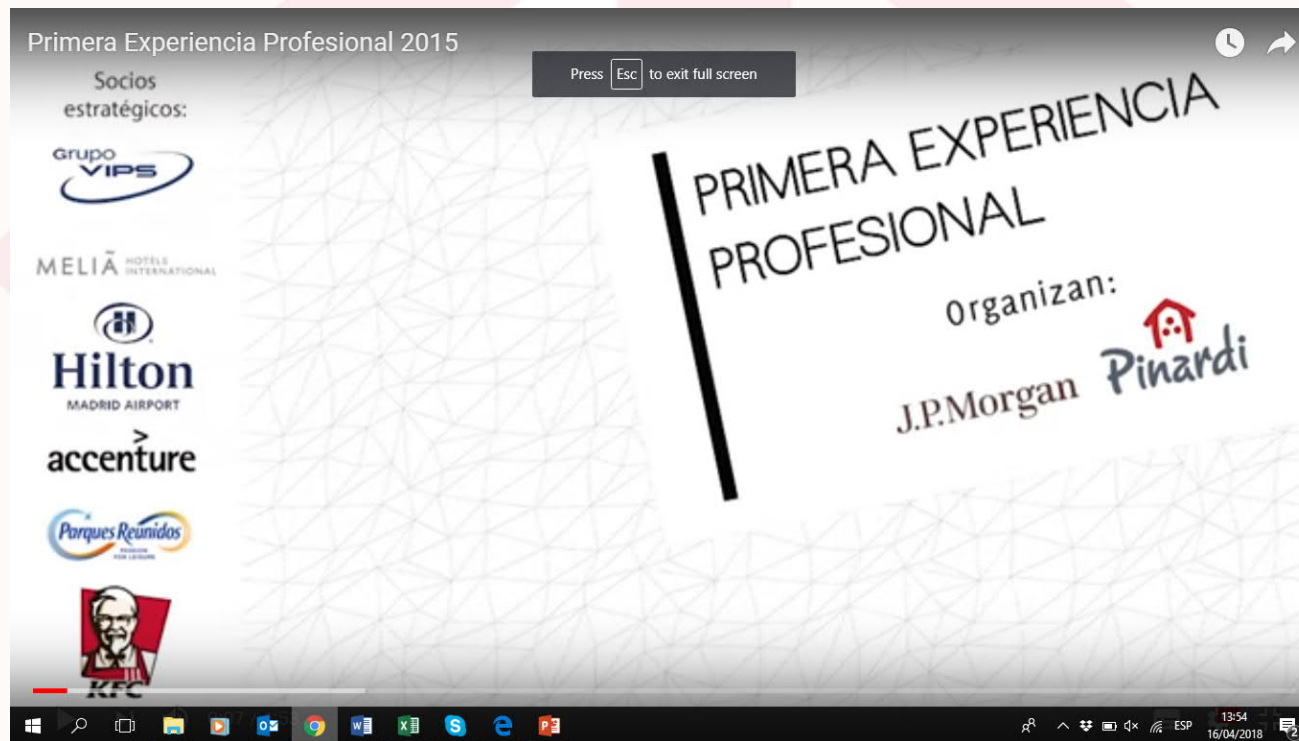 Primera Experiencia Profesional 2015
Press Esc to exit full screen
Socios
estratégicos:
Grupo
VIPS
MELIÃ HOTELS
INTERNATIONAL
Hilton
MADRID AIRPORT
accenture
Parques Reunidos
KFC
PRIMERA EXPERIENCIA
PROFESIONAL
Organizan:
J.P.Morgan Pinardi
ESP
13:54
16/04/2018
2